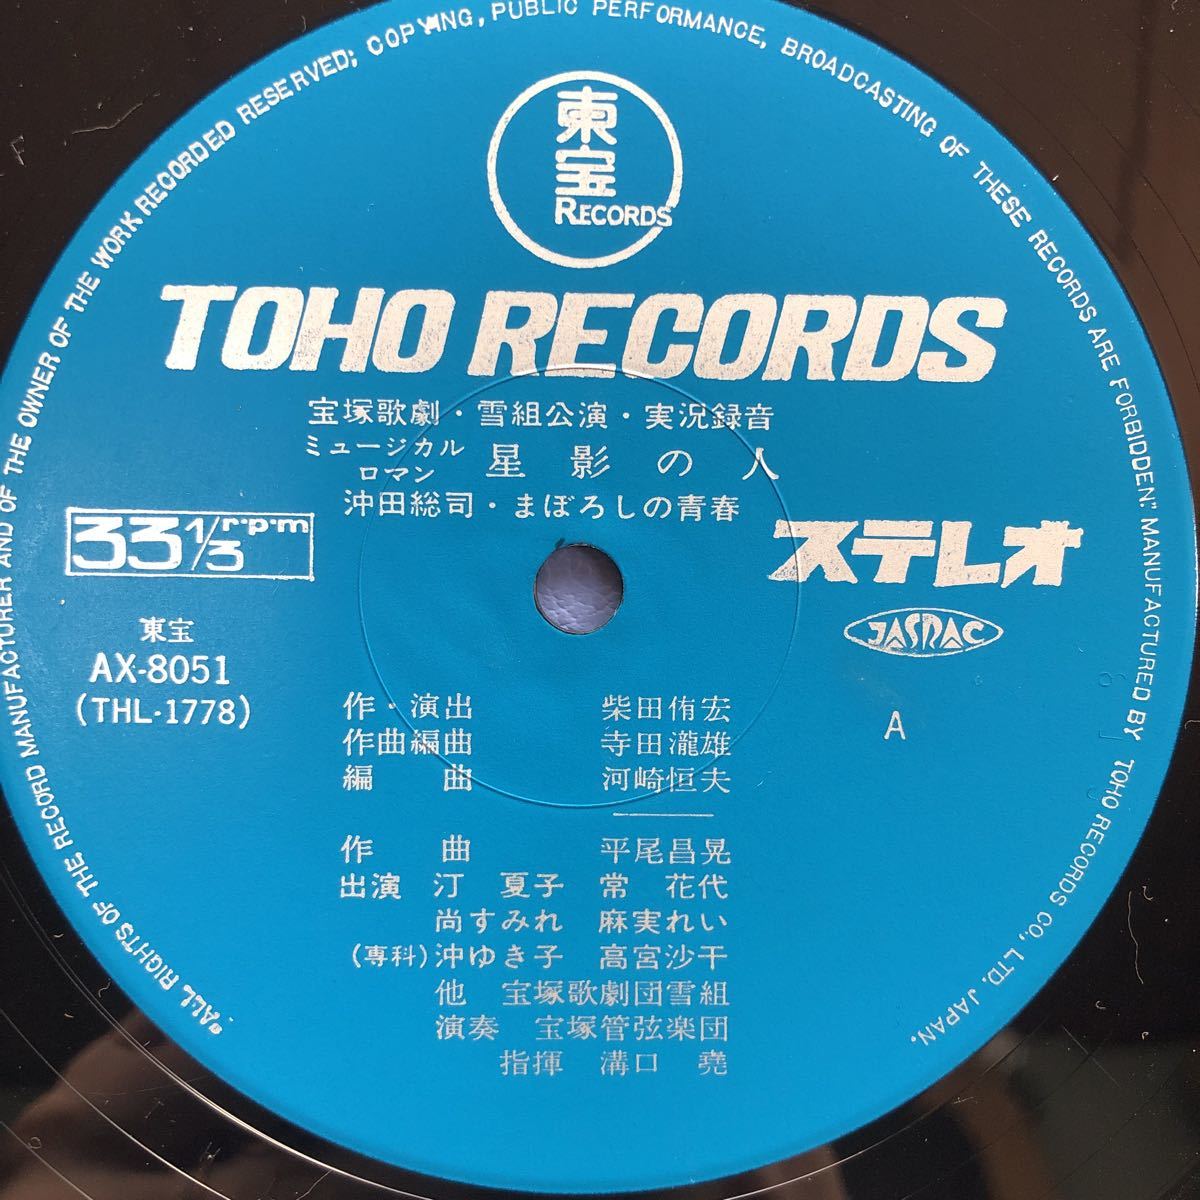 "ALL RIGHTS OF THE RECORD MANUFACTURER AND OF THE OWNER OF THE WORK RECORDED RESERVED; COPYING, PUBLIC PERFORMANCE, BROADCASTING OF THESE RECORDS ARE FORBIDDEN." MANUFACTURED BY TOHO RECORDS CO., LTD. JAPAN.
東宝
RECORDS
TOHO RECORDS
宝塚歌劇・雪組公演・実況録音
ミュージカル
ロマン 星影の人
沖田総司・まぼろしの青春
33 1/3 r·p·m
ステレオ
JASRAC
東宝
AX-8051
(THL-1778)
A
作・演出 柴田侑宏
作曲編曲 寺田瀧雄
編曲 河崎恒夫
作曲 平尾昌晃
出演 汀 夏子 常 花代
尚すみれ 麻実れい
(専科)沖ゆき子 高宮沙千
他 宝塚歌劇団雪組
演奏 宝塚管弦楽団
指揮 溝口 堯